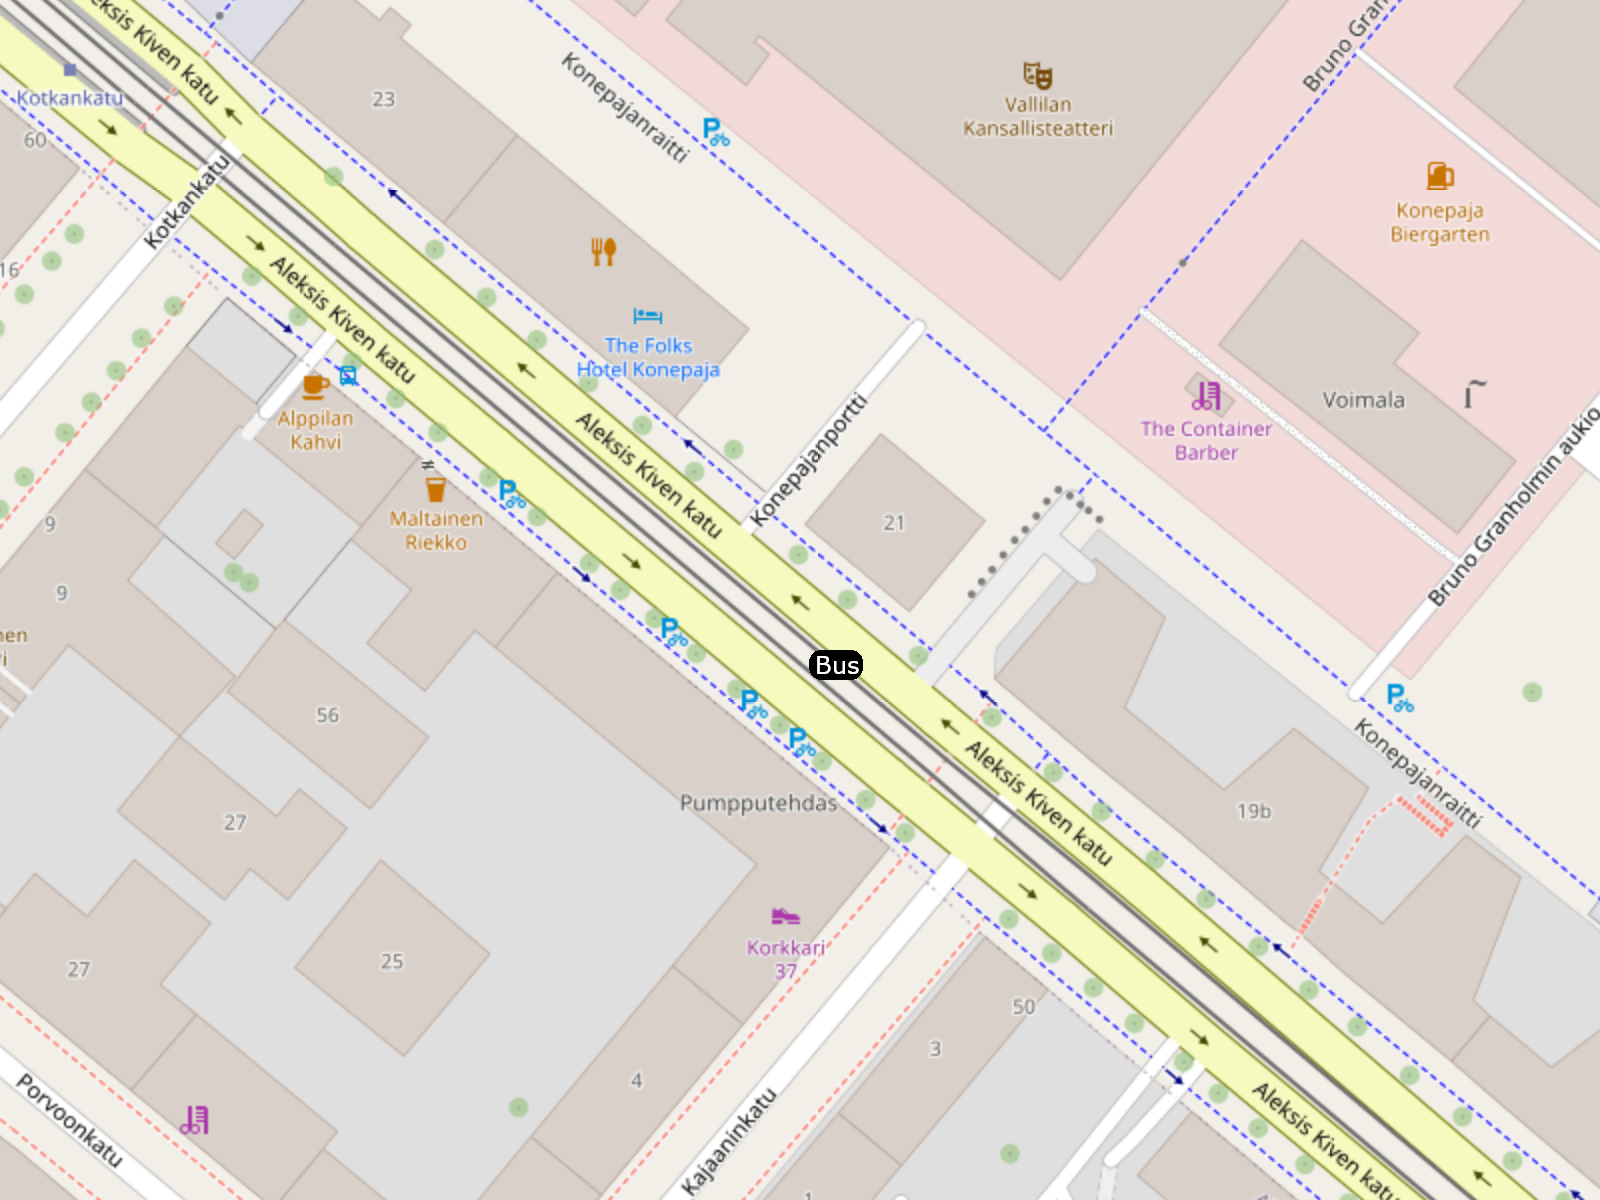 Aleksis Kiven katu
Kotkankatu
60
23
Konepajanraitti
Vallilan
Kansallisteatteri
Bruno Gran
Konepaja
Biergarten
Kotkankatu
16
Aleksis Kiven katu
The Folks
Hotel Konepaja
Alppilan
Kahvi
Aleksis Kiven katu
Konepajanportti
The Container
Barber
Voimala
Bruno Granholmin aukio
9
Maltainen
Riekko
21
9
nen
i
Bus
56
Pumpputehdas
Aleksis Kiven katu
Konepajanraitti
19b
27
Korkkari
37
27
25
50
3
4
Porvoonkatu
Kajaaninkatu
Aleksis Kiven katu
1